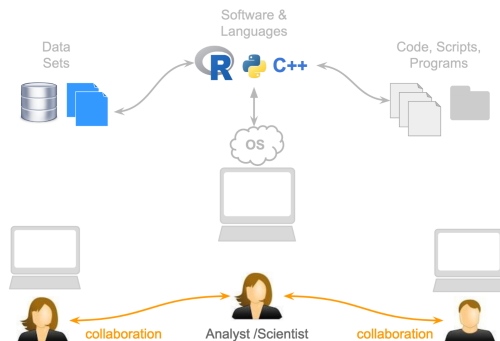 Software &
Languages
Data
Sets
Code, Scripts,
Programs
R
C++
OS
collaboration
Analyst /Scientist
collaboration